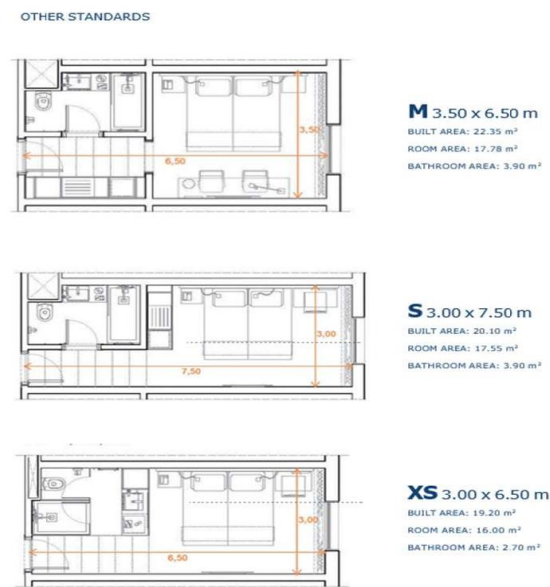 OTHER STANDARDS
M 3.50 x 6.50 m
BUILT AREA: 22.35 m²
ROOM AREA: 17.78 m²
BATHROOM AREA: 3.90 m²
3,50
6,50
S 3.00 x 7.50 m
BUILT AREA: 20.10 m²
ROOM AREA: 17.55 m²
BATHROOM AREA: 3.90 m²
3,00
7,50
XS 3.00 x 6.50 m
BUILT AREA: 19.20 m²
ROOM AREA: 16.00 m²
BATHROOM AREA: 2.70 m²
3,00
6,50